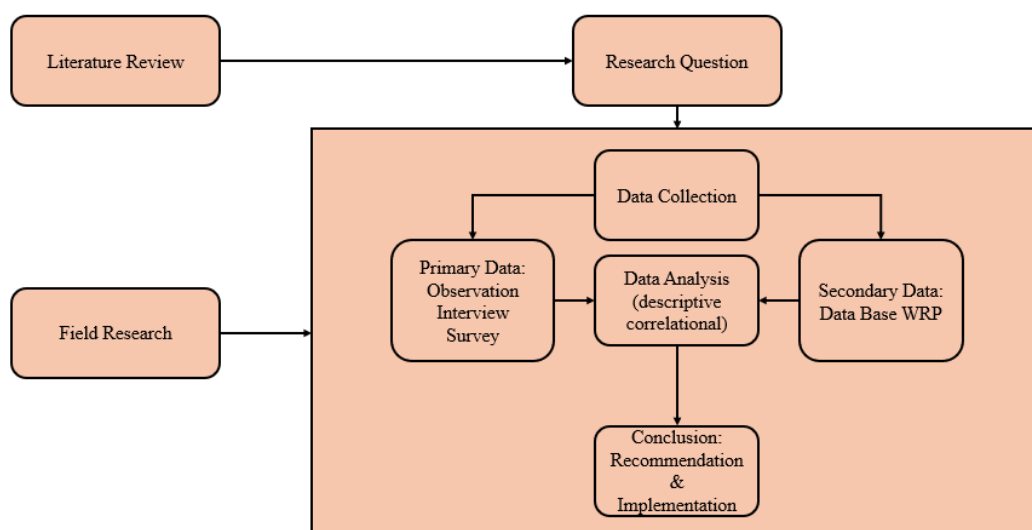 Literature Review
Research Question
Data Collection
Primary Data:
Observation
Interview
Survey
Data Analysis
(descriptive
correlational)
Secondary Data:
Data Base WRP
Field Research
Conclusion:
Recommendation
&
Implementation